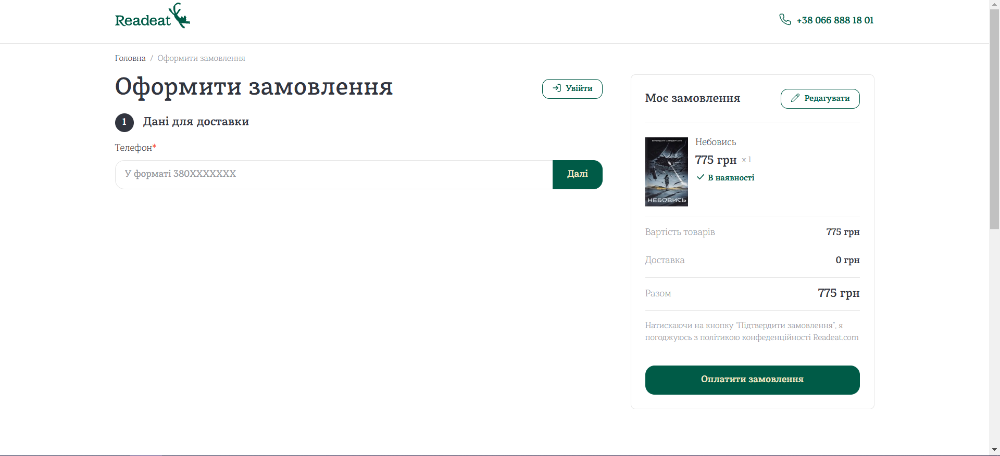 Readeat
+38 066 888 18 01
Головна / Оформити замовлення
Оформити замовлення
Увійти
1 Дані для доставки
Телефон*
У форматі 380XXXXXXX
Далі
Моє замовлення
Редагувати
БРЕНДОН САНДЕРСОН
НЕБОВИСЬ
Небовись
775 грн x 1
В наявності
Вартість товарів 775 грн
Доставка 0 грн
Разом 775 грн
Натискаючи на кнопку "Підтвердити замовлення", я
погоджуюсь з політикою конфеденційності Readeat.com
Оплатити замовлення